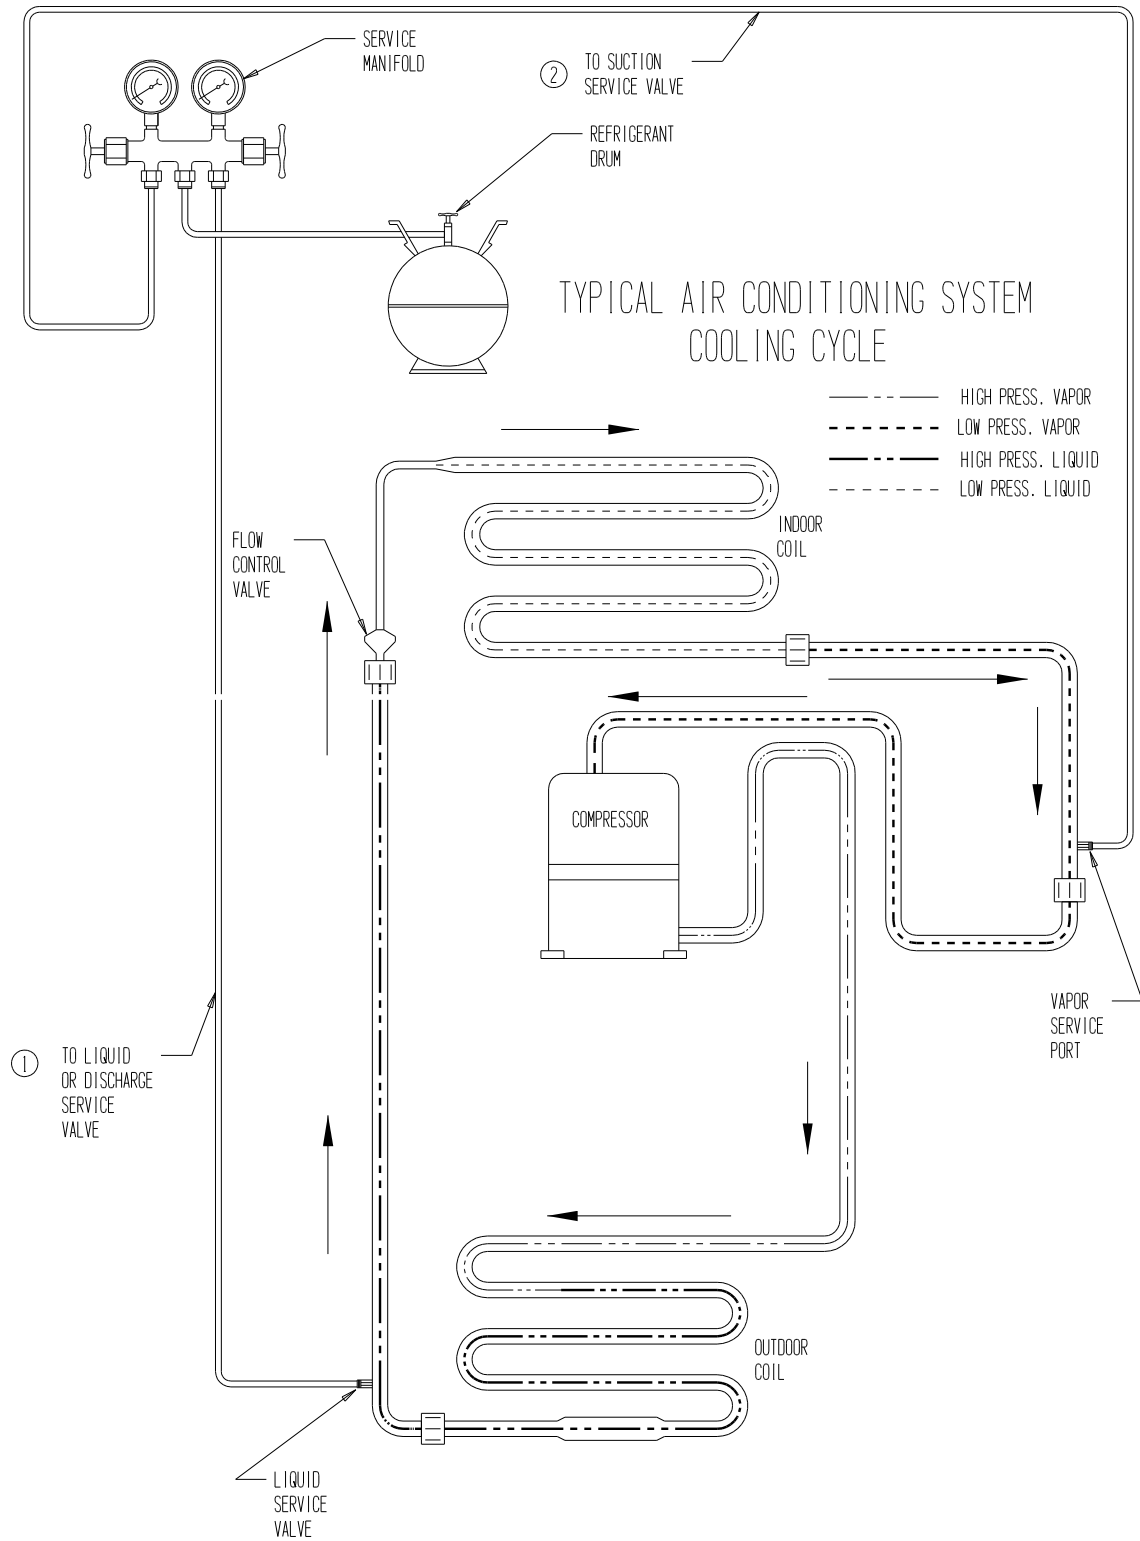 SERVICE
MANIFOLD
2
TO SUCTION
SERVICE VALVE
REFRIGERANT
DRUM
TYPICAL AIR CONDITIONING SYSTEM
COOLING CYCLE
HIGH PRESS. VAPOR
LOW PRESS. VAPOR
HIGH PRESS. LIQUID
LOW PRESS. LIQUID
INDOOR
COIL
FLOW
CONTROL
VALVE
COMPRESSOR
VAPOR
SERVICE
PORT
1
TO LIQUID
OR DISCHARGE
SERVICE
VALVE
OUTDOOR
COIL
LIQUID
SERVICE
VALVE